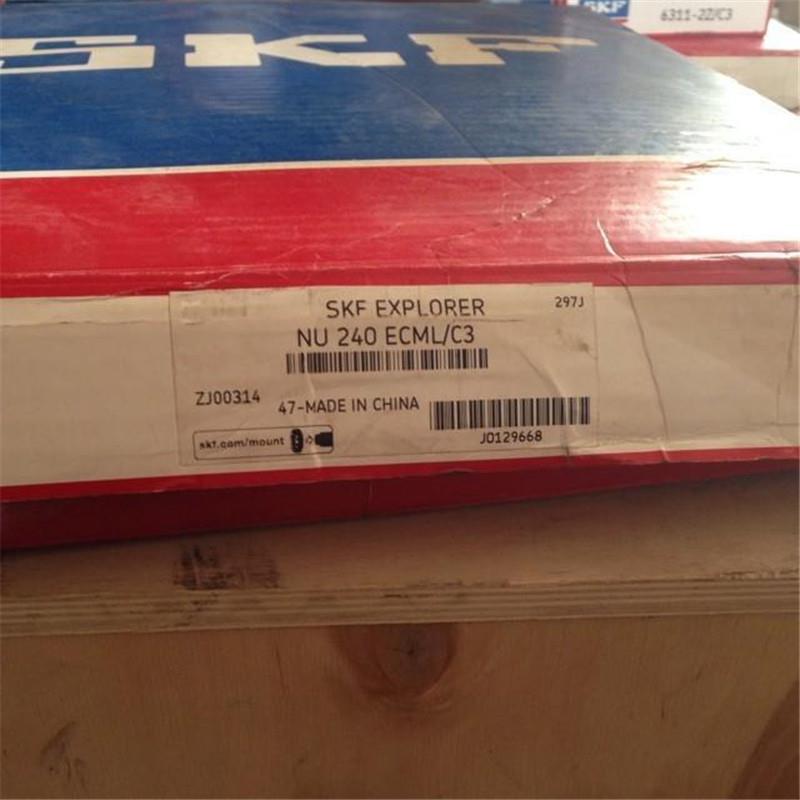 SKF
SKF
6311-2Z/C3
SKF EXPLORER
297J
NU 240 ECML/C3
ZJ00314
47-MADE IN CHINA
skf.com/mount
J0129668